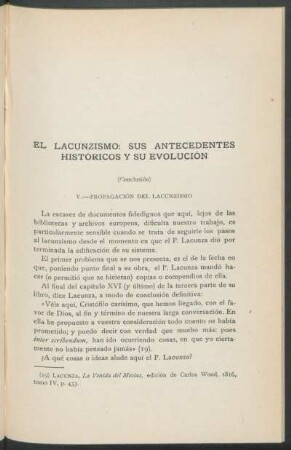 EL LACUNZISMO: SUS ANTECEDENTES
HISTÓRICOS Y SU EVOLUCIÓN
(Conclusión)
V.—PROPAGACIÓN DEL LACUNZISMO
La escasez de documentos fidedignos que aquí, lejos de las
bibliotecas y archivos europeos, dificulta nuestro trabajo, es
particularmente sensible cuando se trata de seguirle los pasos
al lacunzismo desde el momento en que el P. Lacunza dió por
terminada la edificación de su sistema.
El primer problema que se nos presenta, es el de la fecha en
que, poniendo punto final a su obra, el P. Lacunza mandó ha-
cer (o permitió que se hicieran) copias o compendios de ella.
Al final del capítulo XVI (y último) de la tercera parte de su
libro, dice Lacunza, a modo de conclusión definitiva:
«Véis aquí, Cristófilo carísimo, que hemos llegado, con el fa-
vor de Dios, al fin y término de nuestra larga conversación. En
ella he propuesto a vuestra consideración todo cuanto os había
prometido; y puedo decir con verdad que mucho más: pues
inter scribendum, han ido ocurriendo cosas, en que yo cierta-
mente no había pensado jamás» (19).
¿A qué cosas o ideas alude aquí el P. Lacunza?
(19) LACUNZA, La Venida del Mesías, edición de Carlos Wood, 1816,
tomo IV, p. 453.